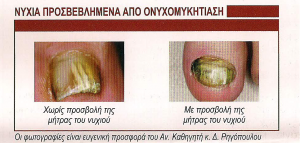 ΝΥΧΙΑ ΠΡΟΣΒΕΒΛΗΜΕΝΑ ΑΠΟ ΟΝΥΧΟΜΥΚΗΤΙΑΣΗ
Χωρίς προσβολή της
μήτρας του νυχιού
Με προσβολή της
μήτρας του νυχιού
Οι φωτογραφίες είναι ευγενική προσφορά του Αν. Καθηγητή κ. Δ. Ρηγόπουλου